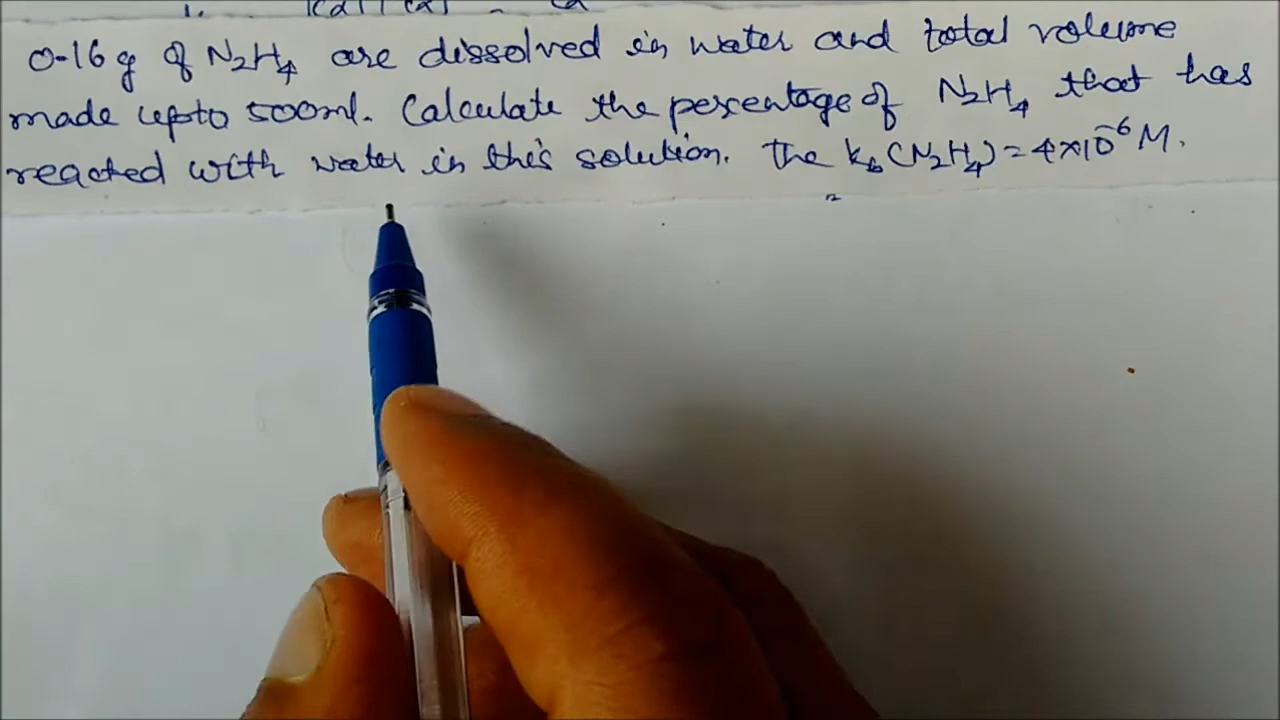 0.16 g of N₂H₄ are dissolved in water and total volume
made upto 500ml. Calculate the percentage of N₂H₄ that has
reacted with water in this solution. The Kb(N₂H₄) = 4×10⁻⁶ M.